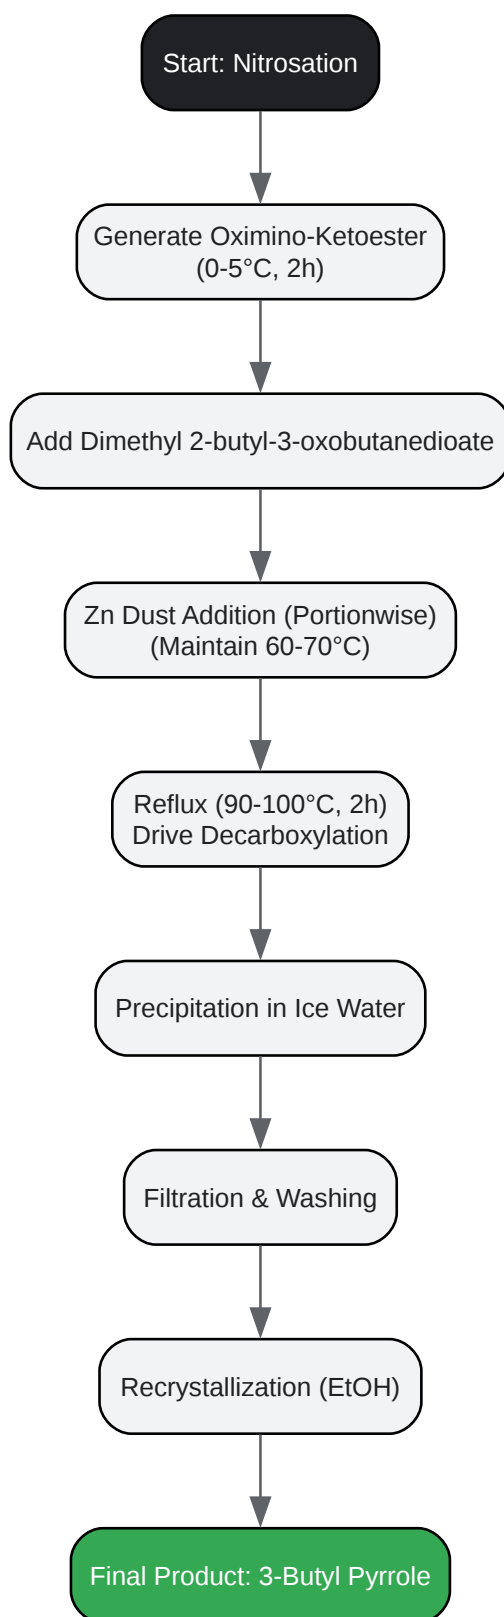 Start: Nitrosation
Generate Oximino-Ketoester
(0-5°C, 2h)
Add Dimethyl 2-butyl-3-oxobutanedioate
Zn Dust Addition (Portionwise)
(Maintain 60-70°C)
Reflux (90-100°C, 2h)
Drive Decarboxylation
Precipitation in Ice Water
Filtration & Washing
Recrystallization (EtOH)
Final Product: 3-Butyl Pyrrole